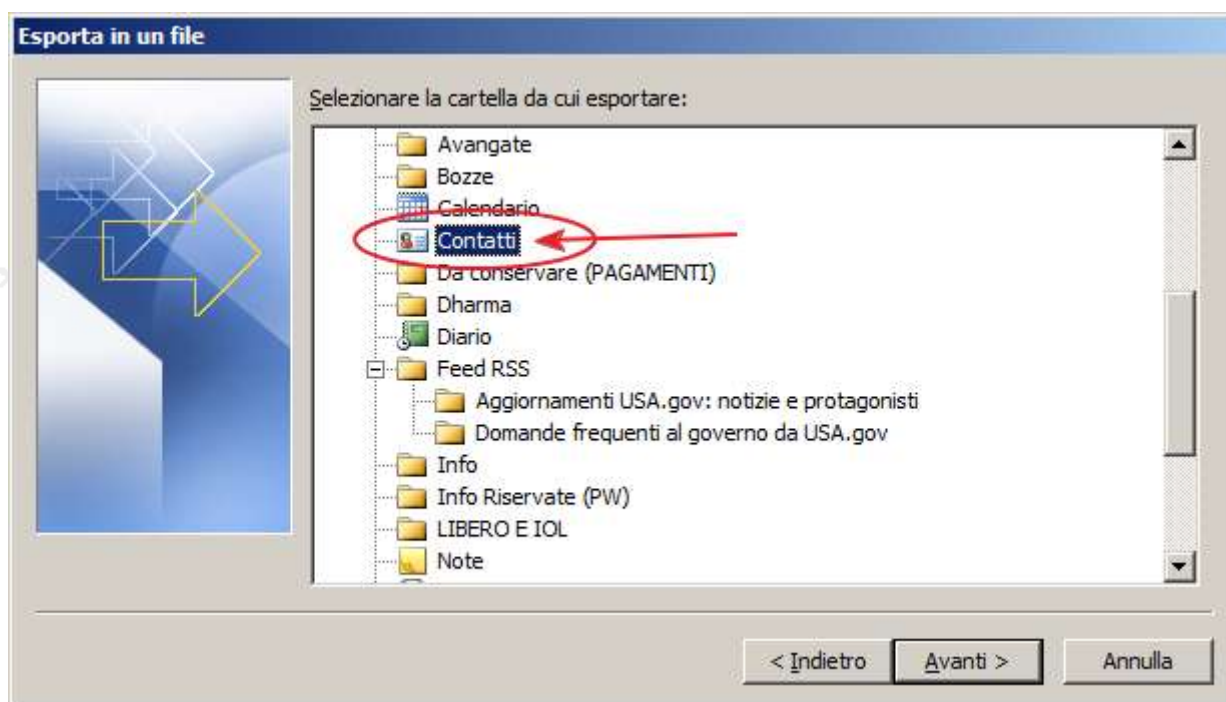 Esporta in un file
Selezionare la cartella da cui esportare:
Avangate
Bozze
Calendario
Contatti
Da conservare (PAGAMENTI)
Dharma
Diario
Feed RSS
Aggiornamenti USA.gov: notizie e protagonisti
Domande frequenti al governo da USA.gov
Info
Info Riservate (PW)
LIBERO E IOL
Note
< Indietro
Avanti >
Annulla